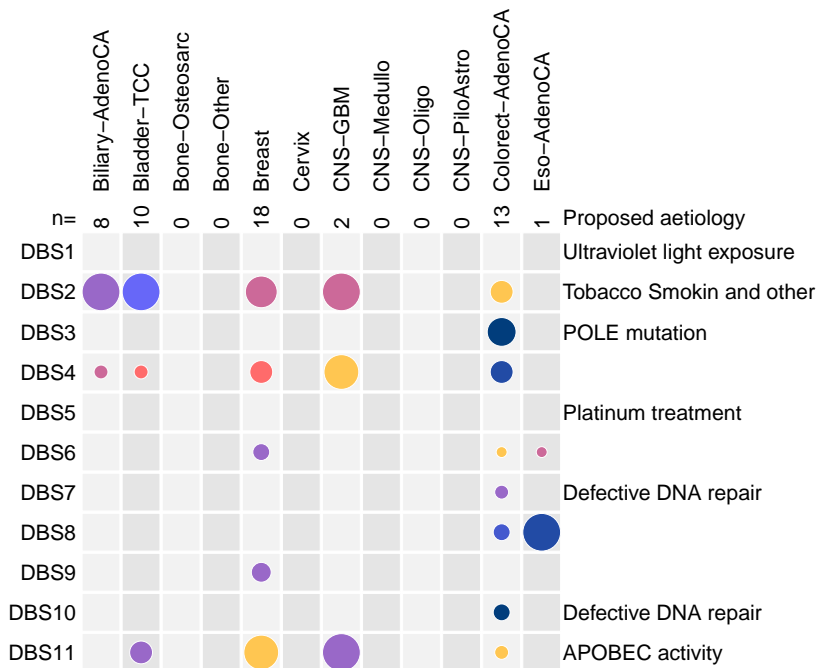 Biliary−AdenoCA
Bladder−TCC
Bone−Osteosarc
Bone−Other
Breast
Cervix
CNS−GBM
CNS−Medullo
CNS−Oligo
CNS−PiloAstro
Colorect−AdenoCA
Eso−AdenoCA
n= 8 10 0 0 18 0 2 0 0 0 13 1 Proposed aetiology
DBS1 Ultraviolet light exposure
DBS2 Tobacco Smokin and other
DBS3 POLE mutation
DBS4
DBS5 Platinum treatment
DBS6
DBS7 Defective DNA repair
DBS8
DBS9
DBS10 Defective DNA repair
DBS11 APOBEC activity